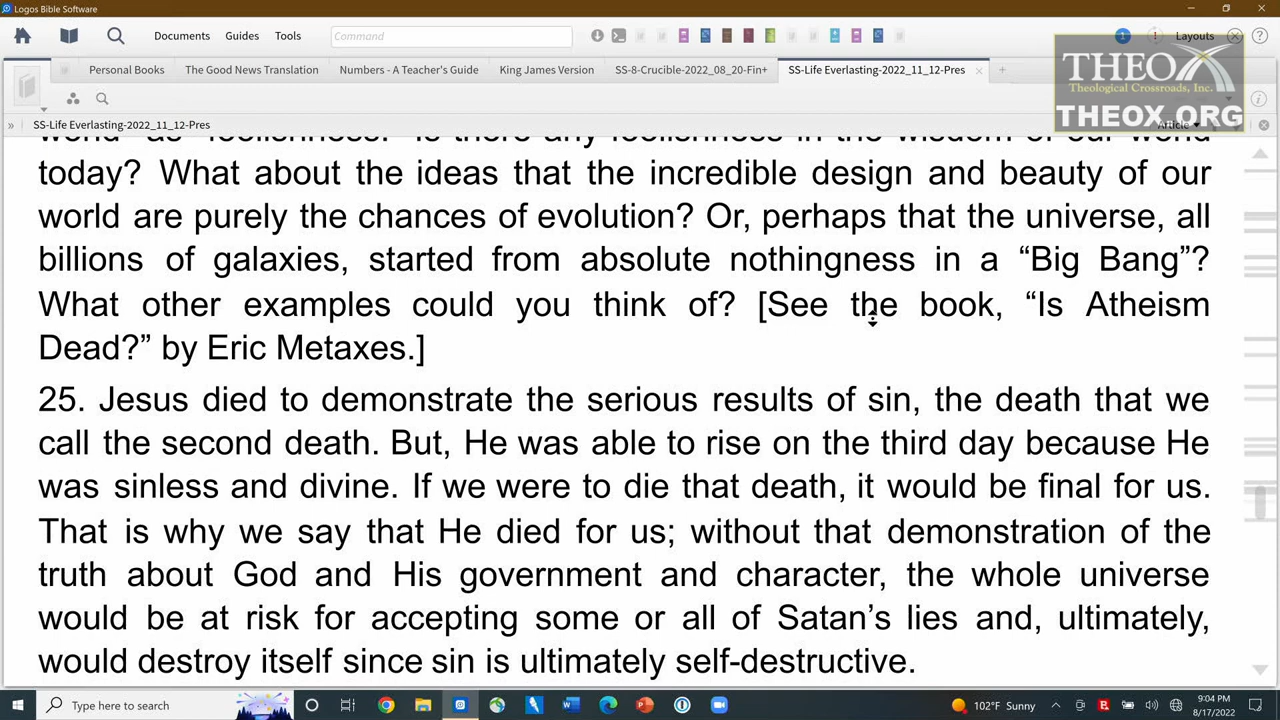 Logos Bible Software
Documents Guides Tools Command 1 Layouts
Personal Books The Good News Translation Numbers - A Teacher's Guide King James Version SS-8-Crucible-2022_08_20-Fin+ SS-Life Everlasting-2022_11_12-Pres
THEOX
Theological Crossroads, Inc.
THEOX.ORG
» SS-Life Everlasting-2022_11_12-Pres Article
today? What about the ideas that the incredible design and beauty of our
world are purely the chances of evolution? Or, perhaps that the universe, all
billions of galaxies, started from absolute nothingness in a “Big Bang”?
What other examples could you think of? [See the book, “Is Atheism
Dead?” by Eric Metaxes.]
25. Jesus died to demonstrate the serious results of sin, the death that we
call the second death. But, He was able to rise on the third day because He
was sinless and divine. If we were to die that death, it would be final for us.
That is why we say that He died for us; without that demonstration of the
truth about God and His government and character, the whole universe
would be at risk for accepting some or all of Satan’s lies and, ultimately,
would destroy itself since sin is ultimately self-destructive.
Type here to search 102°F Sunny 9:04 PM
8/17/2022